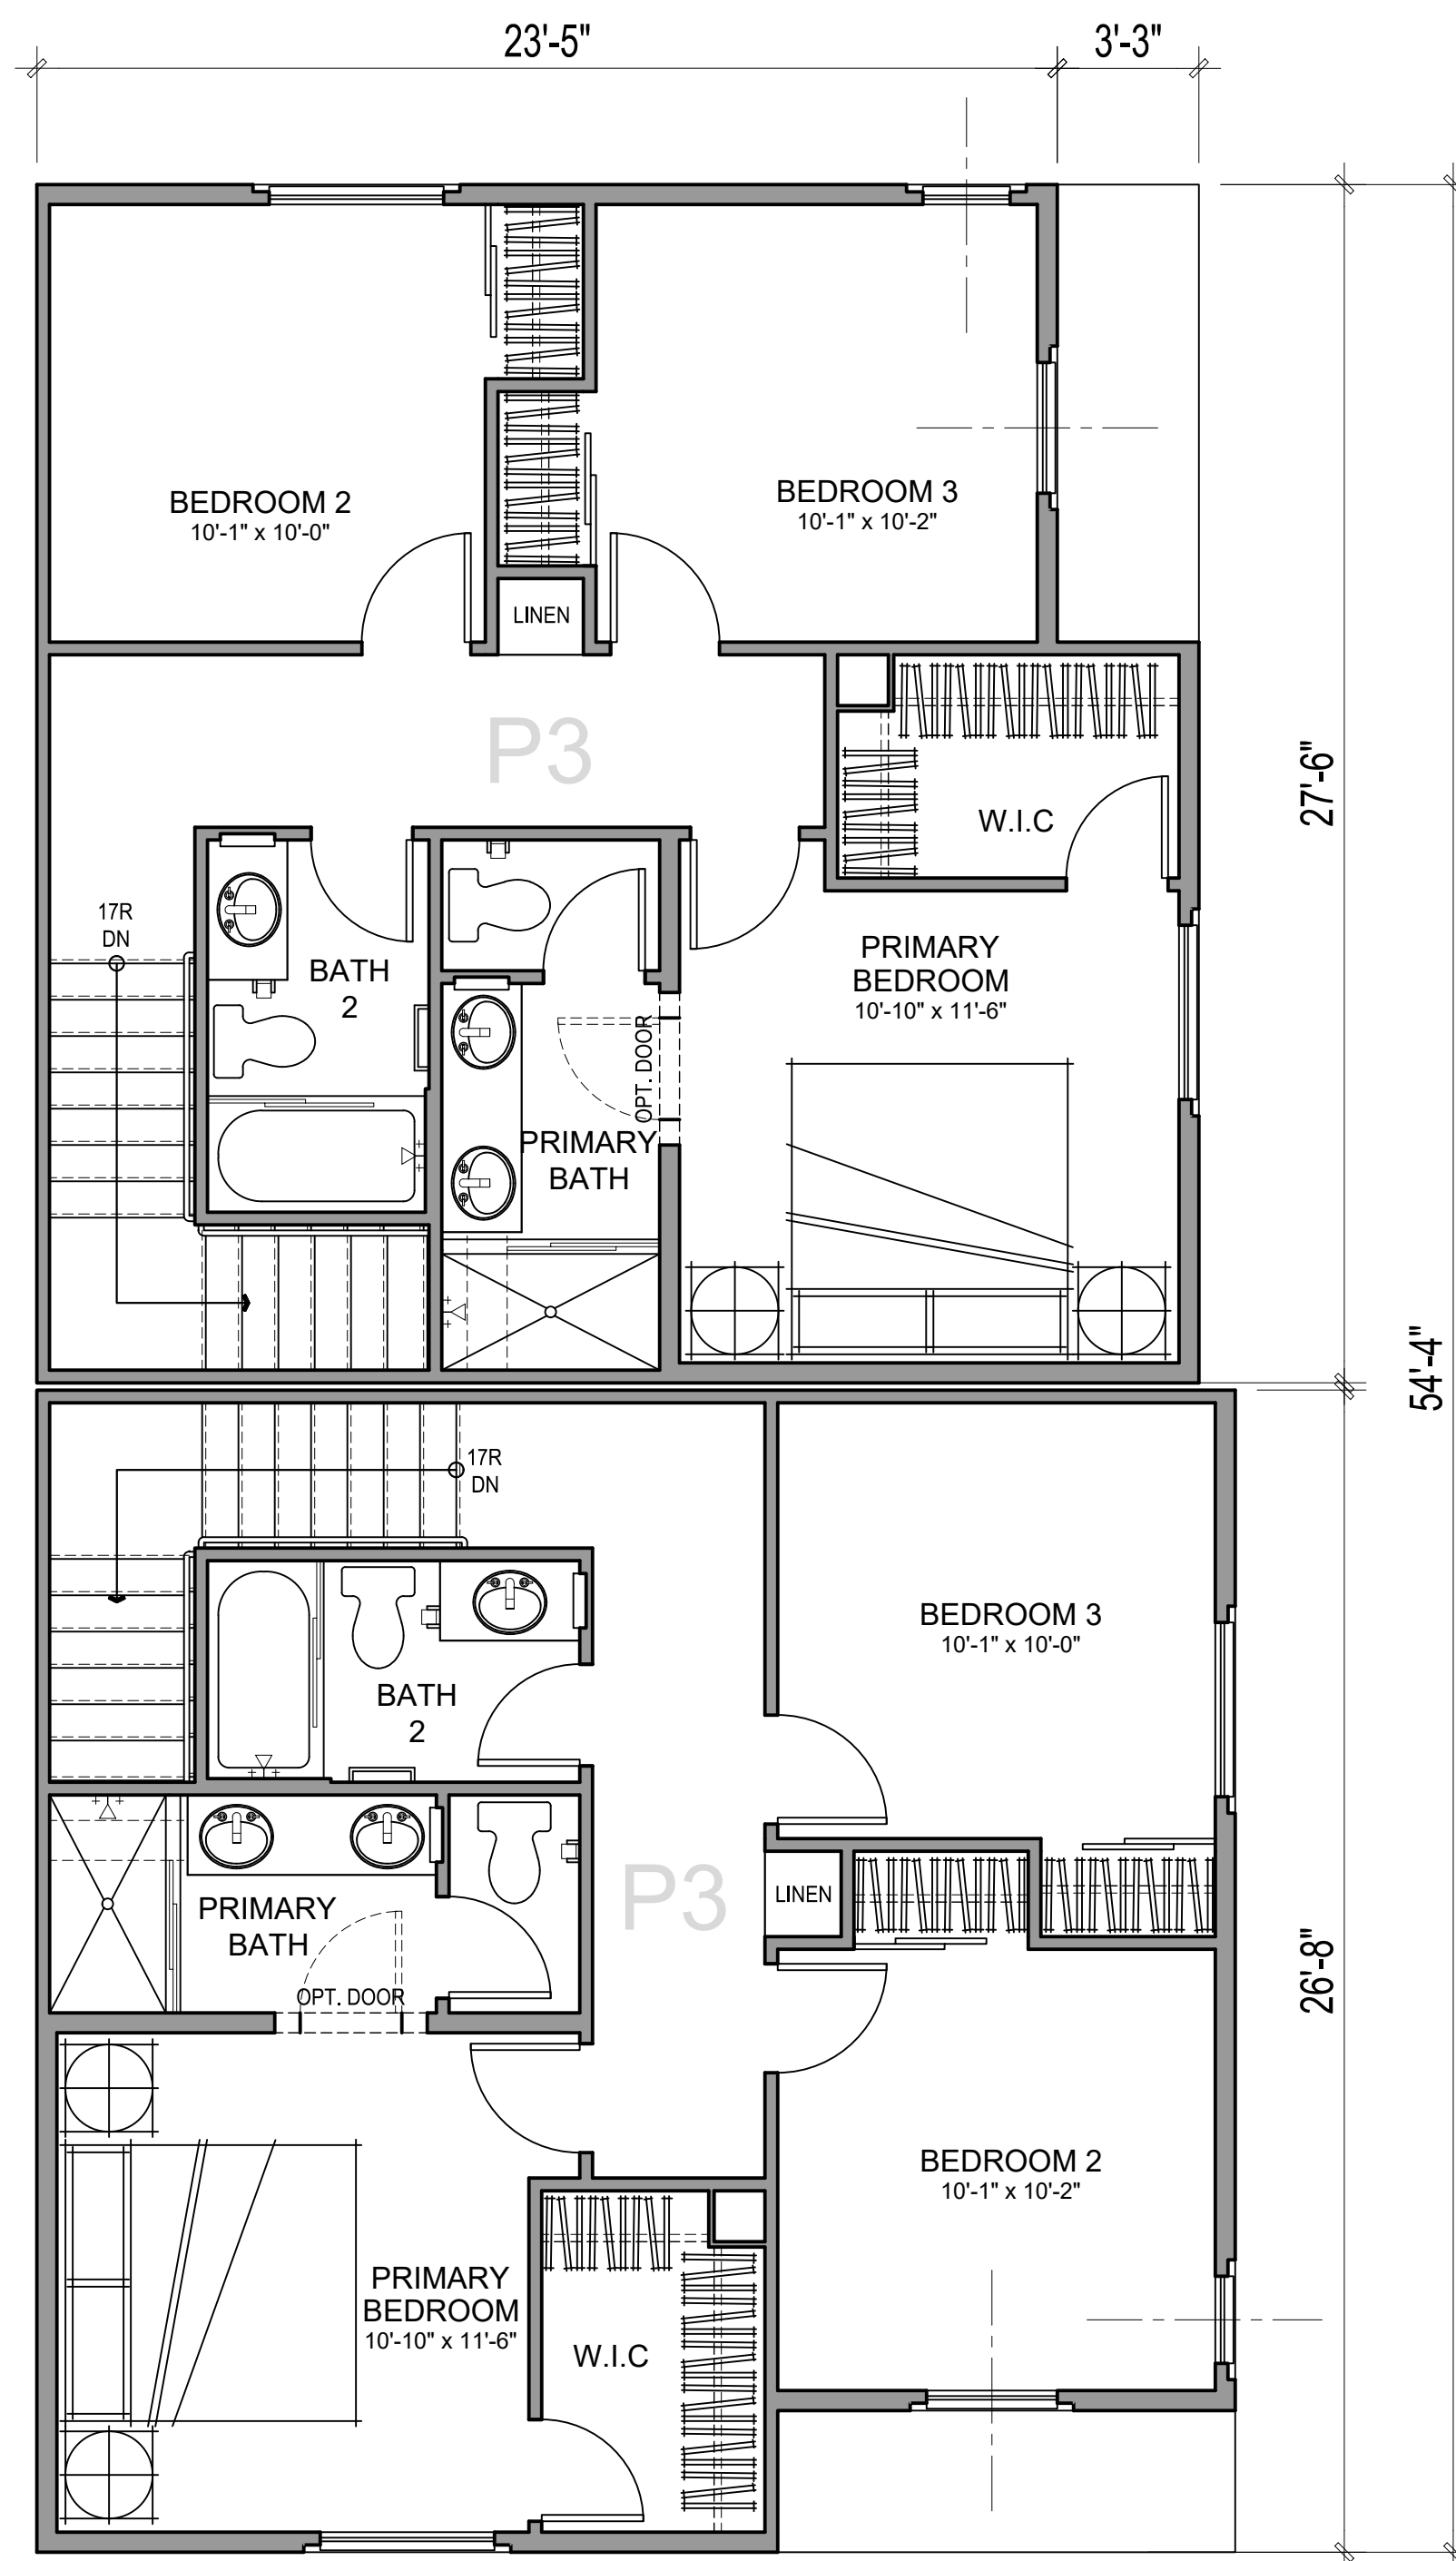 23'-5"
3'-3"
BEDROOM 2
10'-1" x 10'-0"
BEDROOM 3
10'-1" x 10'-2"
LINEN
P3
27'-6"
W.I.C
17R
DN
BATH
2
PRIMARY
BEDROOM
10'-10" x 11'-6"
OPT. DOOR
PRIMARY
BATH
54'-4"
17R
DN
BEDROOM 3
10'-1" x 10'-0"
BATH
2
P3
LINEN
PRIMARY
BATH
26'-8"
OPT. DOOR
BEDROOM 2
10'-1" x 10'-2"
PRIMARY
BEDROOM
10'-10" x 11'-6"
W.I.C